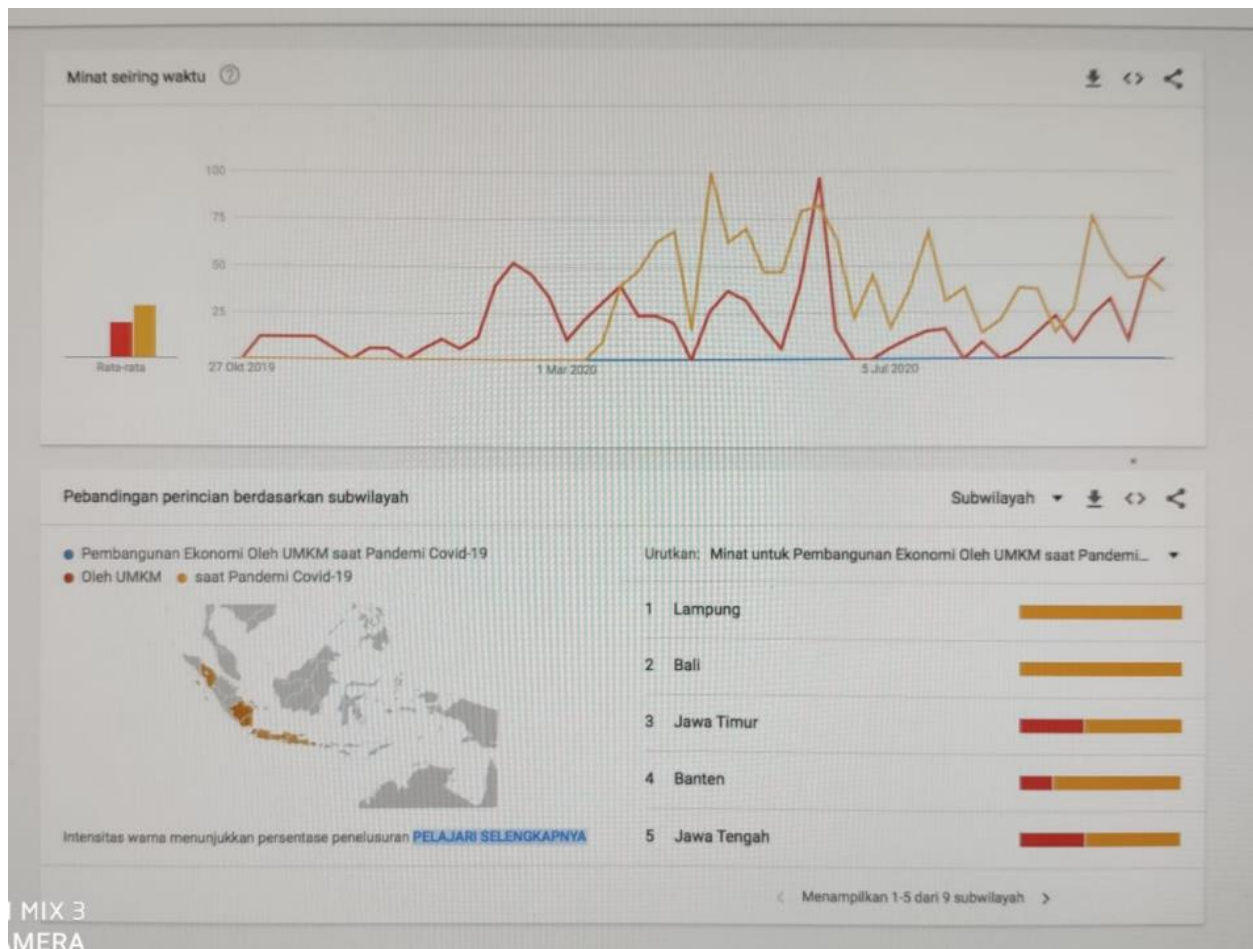 Minat seiring waktu
100
75
50
25
Rata-rata
27 Okt 2019
1 Mar 2020
5 Jul 2020
Pebandingan perincian berdasarkan subwilayah
Subwilayah
Pembangunan Ekonomi Oleh UMKM saat Pandemi Covid-19
Oleh UMKM saat Pandemi Covid-19
Urutkan: Minat untuk Pembangunan Ekonomi Oleh UMKM saat Pandemi...
1 Lampung
2 Bali
3 Jawa Timur
4 Banten
5 Jawa Tengah
Intensitas warna menunjukkan persentase penelusuran PELAJARI SELENGKAPNYA
Menampilkan 1-5 dari 9 subwilayah
MIX 3
AMERA